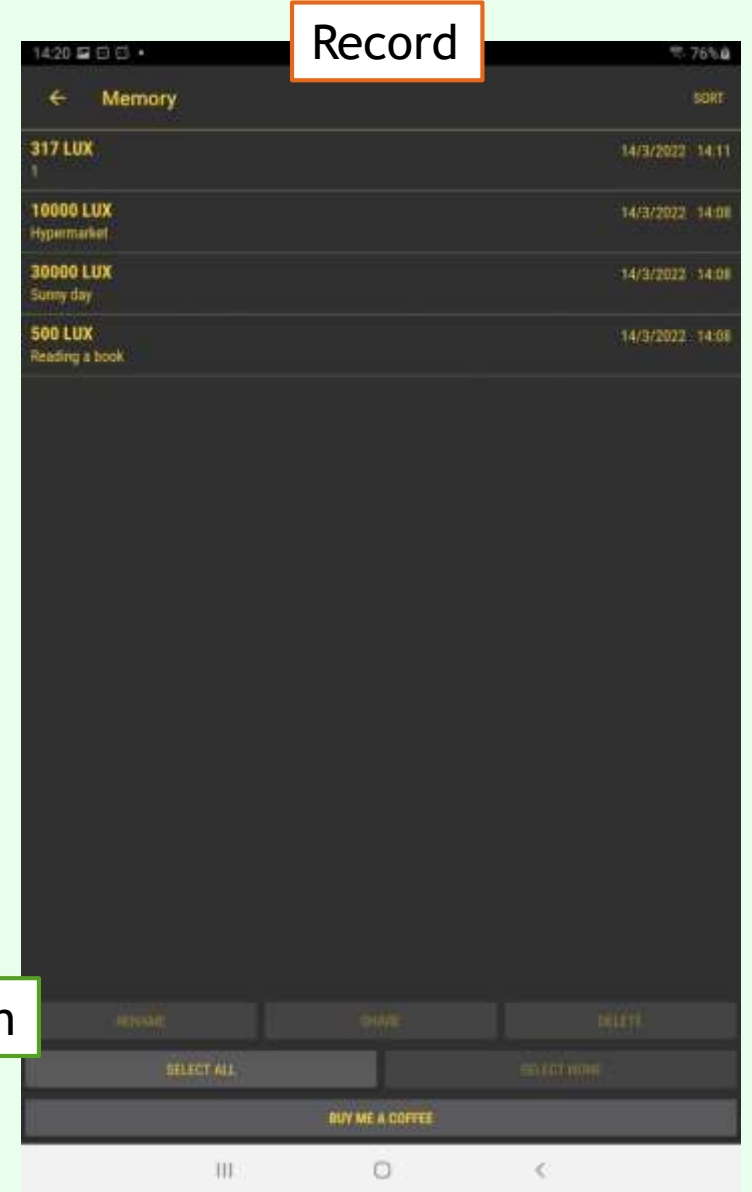 Record
14:20
76%
Memory
SORT
317 LUX
14/3/2022 14:11
1
10000 LUX
14/3/2022 14:08
Hypermarket
30000 LUX
14/3/2022 14:08
Sunny day
500 LUX
14/3/2022 14:08
Reading a book
RENAME SHARE DELETE
SELECT ALL SELECT NONE
BUY ME A COFFEE